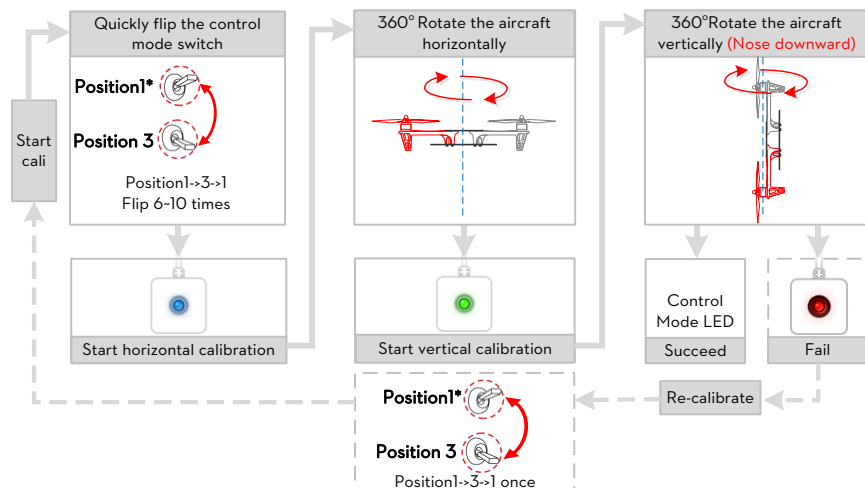 Quickly flip the control
mode switch
Position1*
Position 3
Position1->3->1
Flip 6~10 times
Start
cali
360° Rotate the aircraft
horizontally
360°Rotate the aircraft
vertically (Nose downward)
Start horizontal calibration
Start vertical calibration
Control
Mode LED
Succeed
Fail
Re-calibrate
Position1*
Position 3
Position1->3->1 once